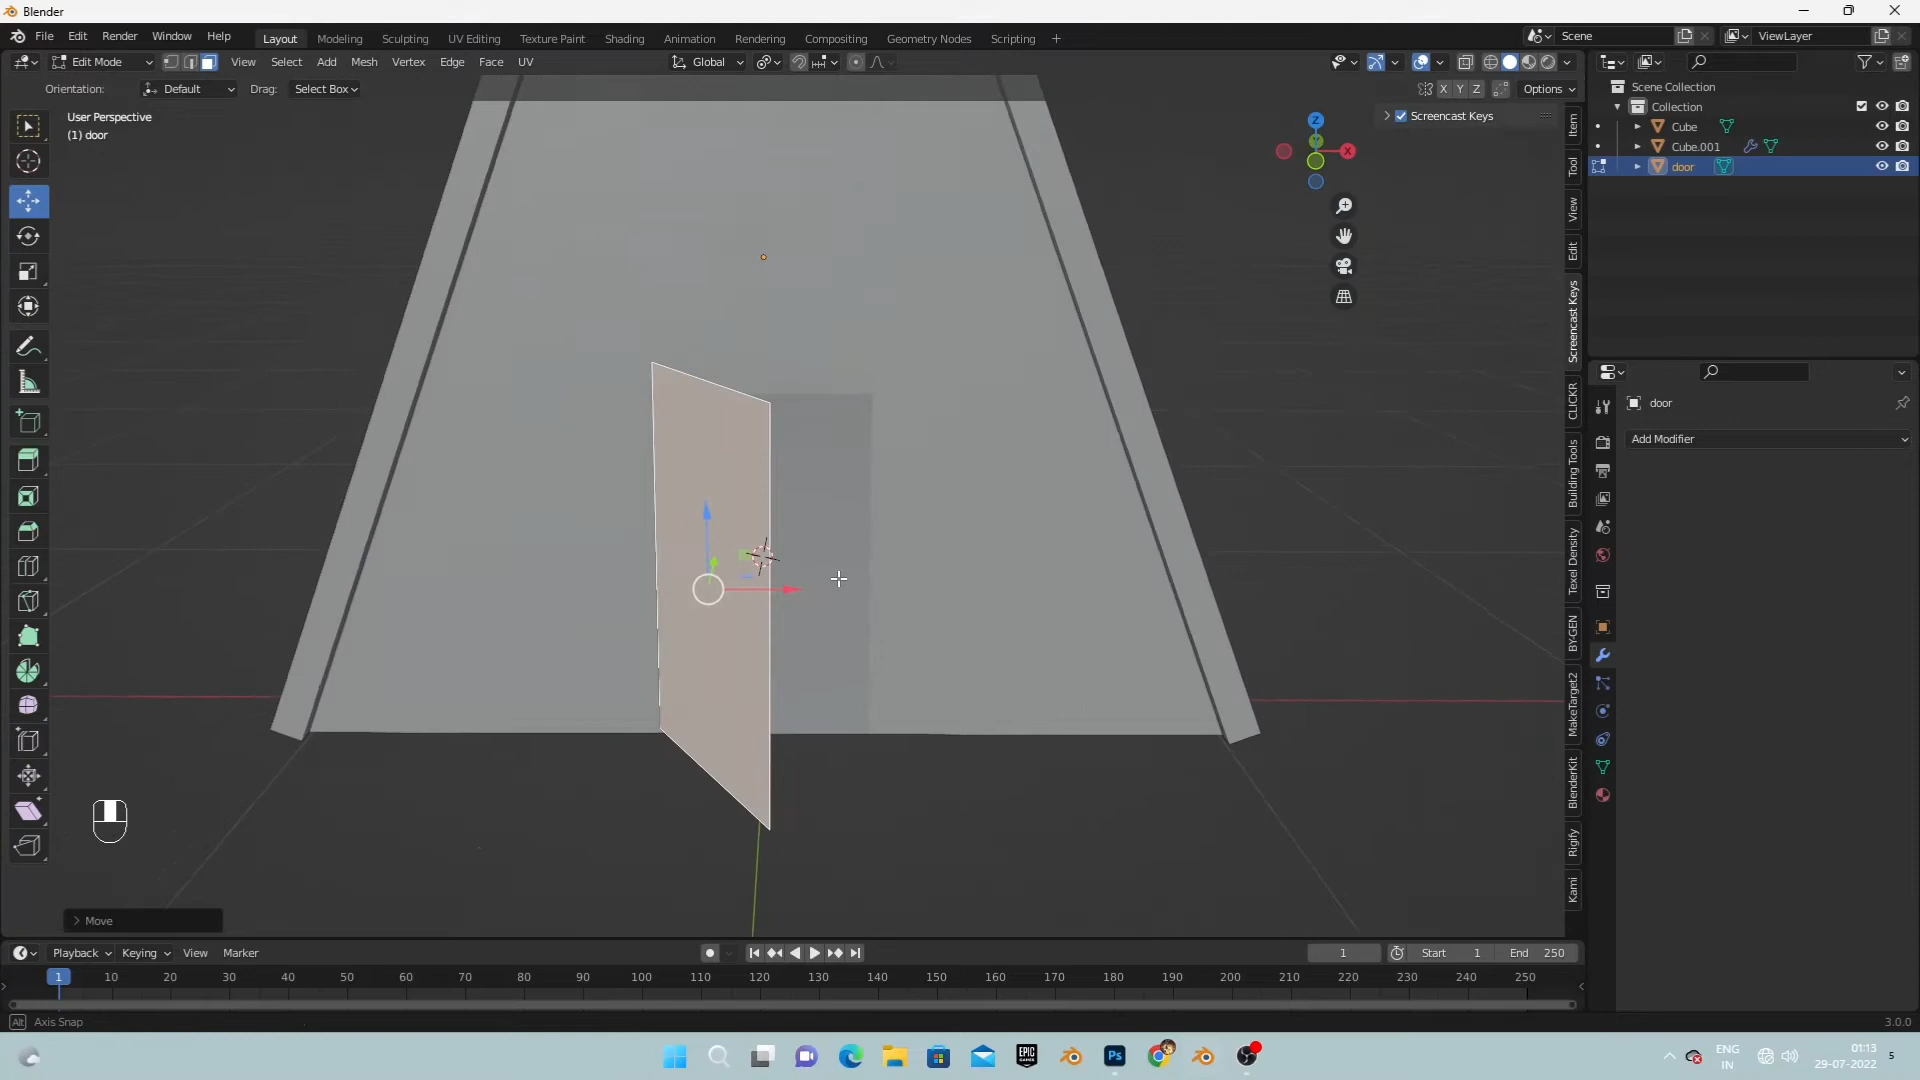 Blender
File Edit Render Window Help
Layout Modeling Sculpting UV Editing Texture Paint Shading Animation Rendering Compositing Geometry Nodes Scripting +
Scene
ViewLayer
Edit Mode
View Select Add Mesh Vertex Edge Face UV
Global
Orientation: Default Drag: Select Box
X Y Z Options
User Perspective
(1) door
Screencast Keys
Z
X
Item
Tool
View
Edit
Screencast Keys
CLICKR
Building Tools
Texel Density
BY-GEN
MakeTarget2
BlenderKit
Rigify
Kami
Scene Collection
Collection
Cube
Cube.001
door
door
Add Modifier
Move
Playback Keying View Marker
1
Start 1
End 250
1 10 20 30 40 50 60 70 80 90 100 110 120 130 140 150 160 170 180 190 200 210 220 230 240 250
Alt Axis Snap
3.0.0
EPIC GAMES
Ps
ENG
IN
01:13
29-07-2022
5